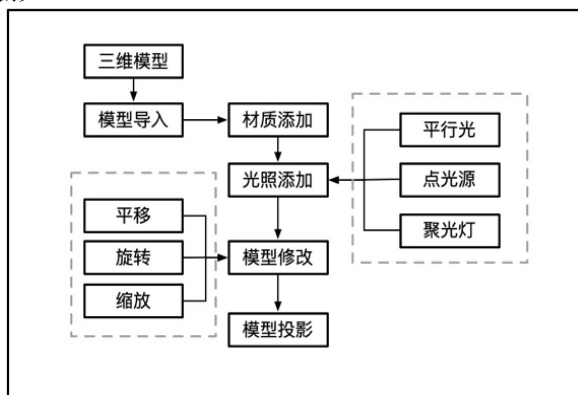 三维模型
模型导入
材质添加
平行光
光照添加
点光源
平移
聚光灯
旋转
模型修改
缩放
模型投影